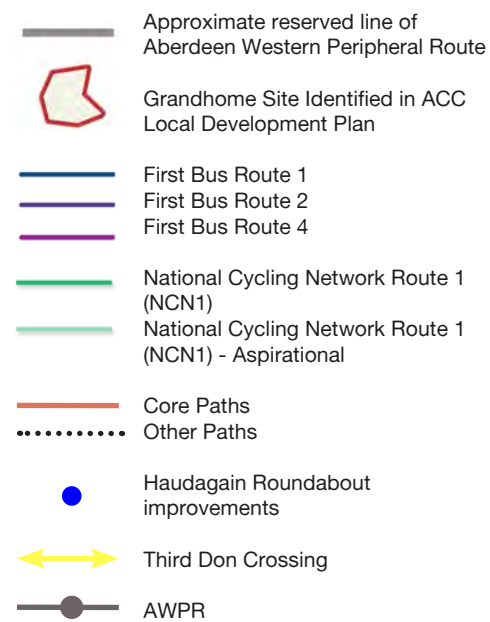 Approximate reserved line of
Aberdeen Western Peripheral Route
Grandhome Site Identified in ACC
Local Development Plan
First Bus Route 1
First Bus Route 2
First Bus Route 4
National Cycling Network Route 1
(NCN1)
National Cycling Network Route 1
(NCN1) - Aspirational
Core Paths
Other Paths
Haudagain Roundabout
improvements
Third Don Crossing
AWPR